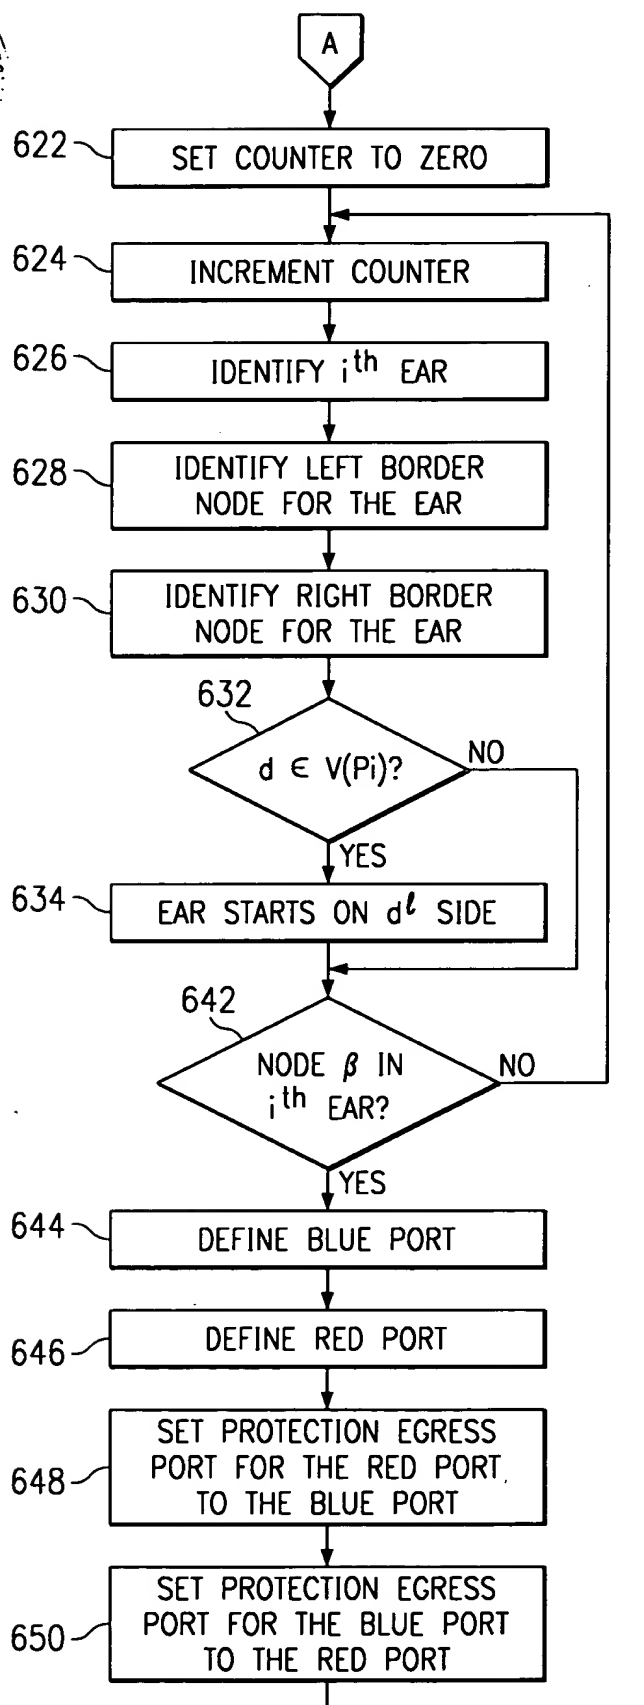 A
622
SET COUNTER TO ZERO
624
INCREMENT COUNTER
626
IDENTIFY ith EAR
628
IDENTIFY LEFT BORDER
NODE FOR THE EAR
630
IDENTIFY RIGHT BORDER
NODE FOR THE EAR
632
d ∈ V(Pi)?
NO
YES
634
EAR STARTS ON dℓ SIDE
642
NODE β IN
ith EAR?
NO
YES
644
DEFINE BLUE PORT
646
DEFINE RED PORT
648
SET PROTECTION EGRESS
PORT FOR THE RED PORT
TO THE BLUE PORT
650
SET PROTECTION EGRESS
PORT FOR THE BLUE PORT
TO THE RED PORT